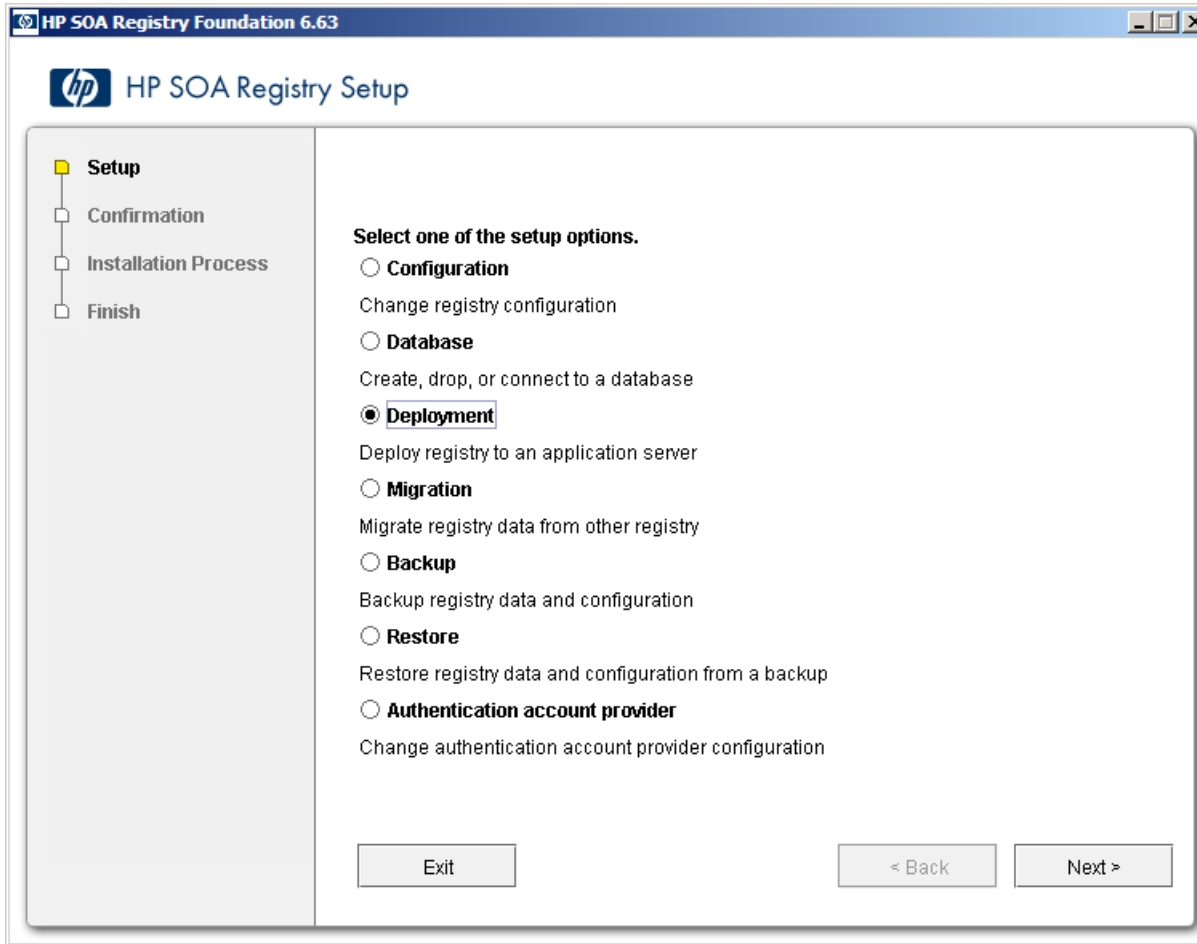 HP SOA Registry Foundation 6.63
hp HP SOA Registry Setup
Setup
Confirmation
Installation Process
Finish
Select one of the setup options.
Configuration
Change registry configuration
Database
Create, drop, or connect to a database
Deployment
Deploy registry to an application server
Migration
Migrate registry data from other registry
Backup
Backup registry data and configuration
Restore
Restore registry data and configuration from a backup
Authentication account provider
Change authentication account provider configuration
Exit
< Back
Next >